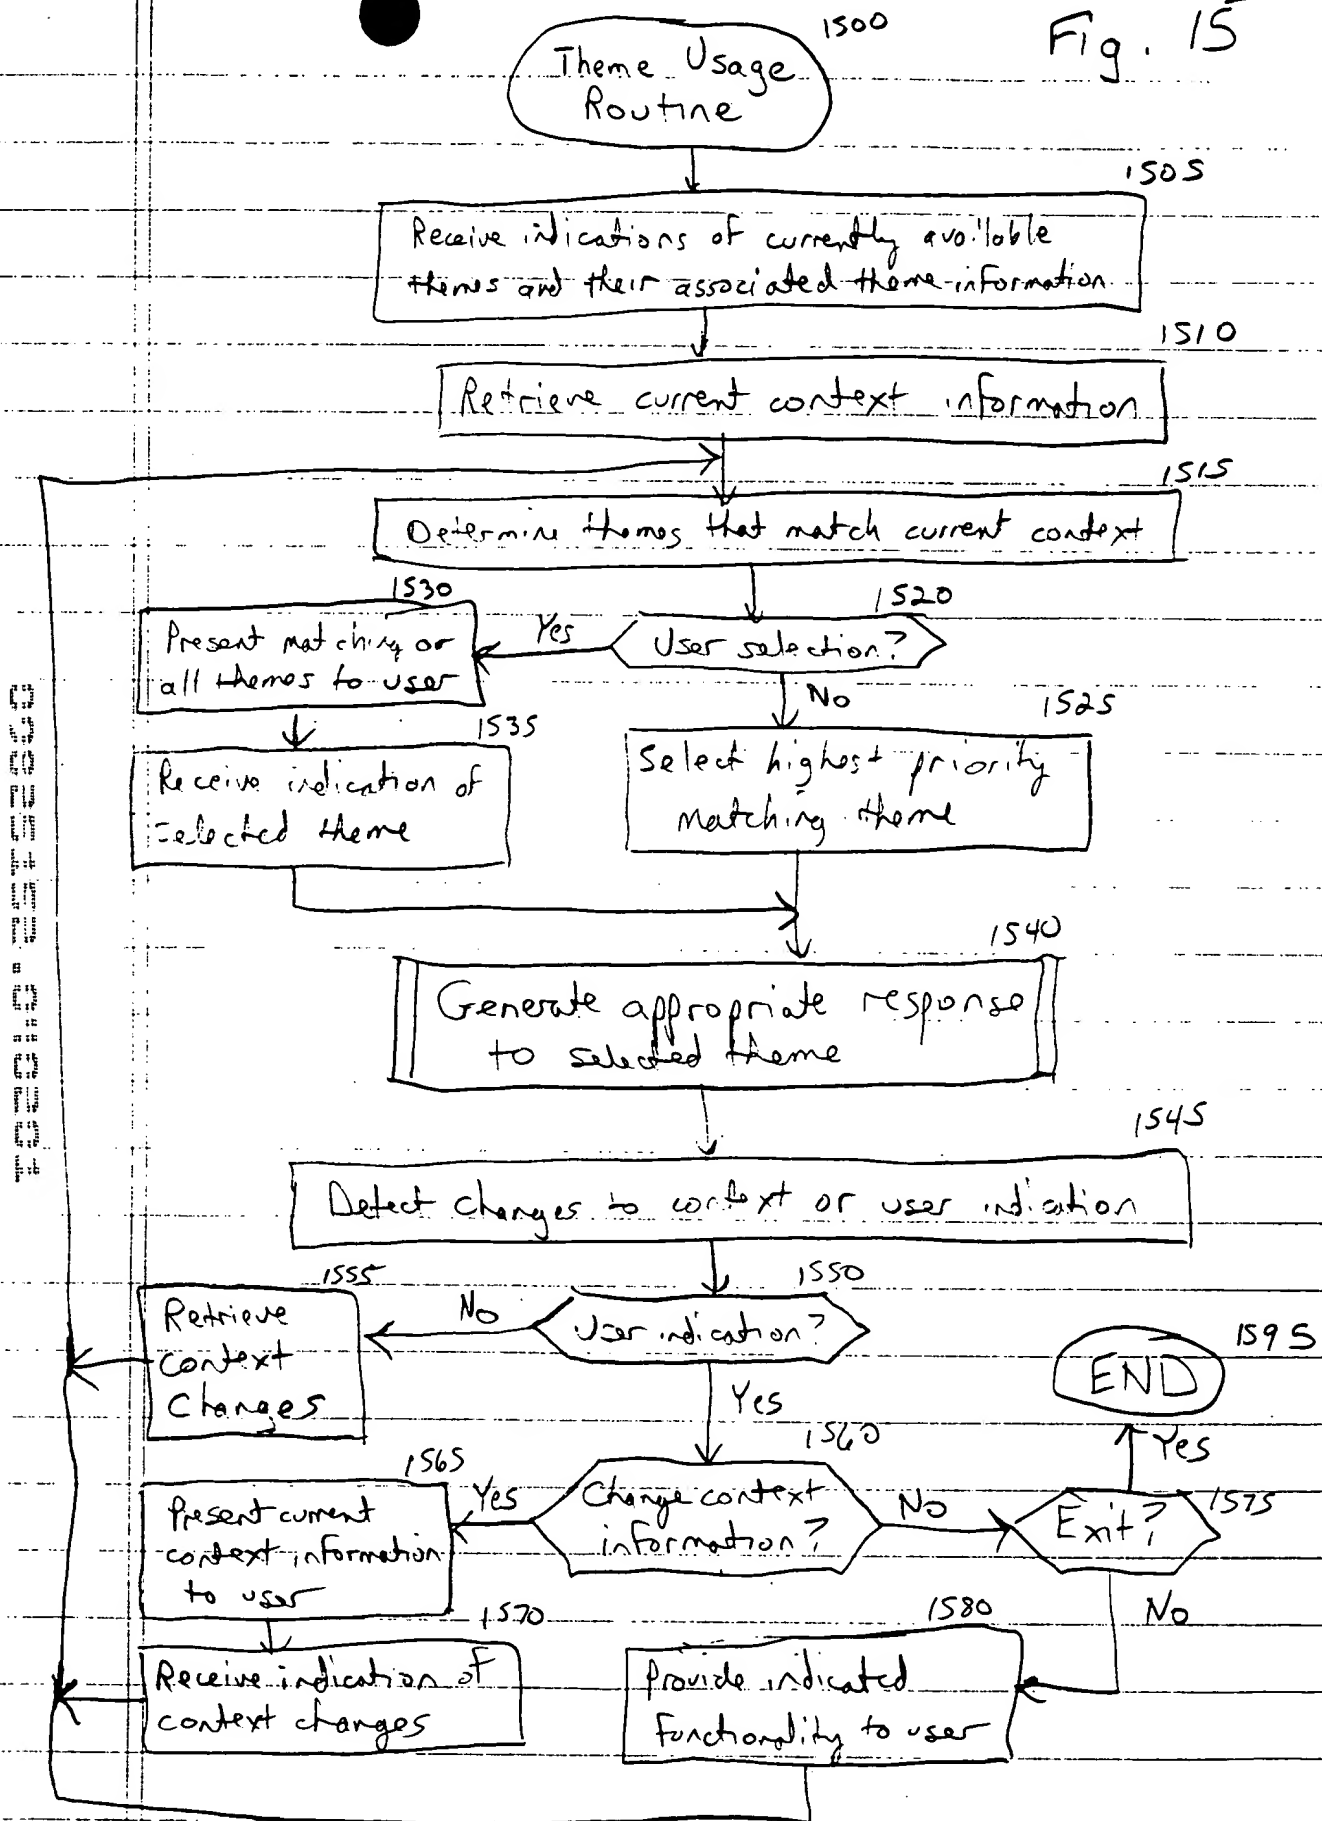 Fig. 15
1500
Theme Usage
Routine
1505
Receive indications of currently available
themes and their associated theme information
1510
Retrieve current context information
1515
Determine themes that match current context
1520
User selection?
Yes
No
1530
Present matching or
all themes to user
1535
Receive indication of
selected theme
1525
Select highest priority
matching theme
1540
Generate appropriate response
to selected theme
1545
Detect changes to context or user indication
1550
User indication?
No
Yes
1555
Retrieve
context
Changes
1560
Change context
information?
Yes
No
1565
Present current
context information
to user
1570
Receive indication of
context changes
1575
Exit?
Yes
No
1595
END
1580
Provide indicated
functionality to user